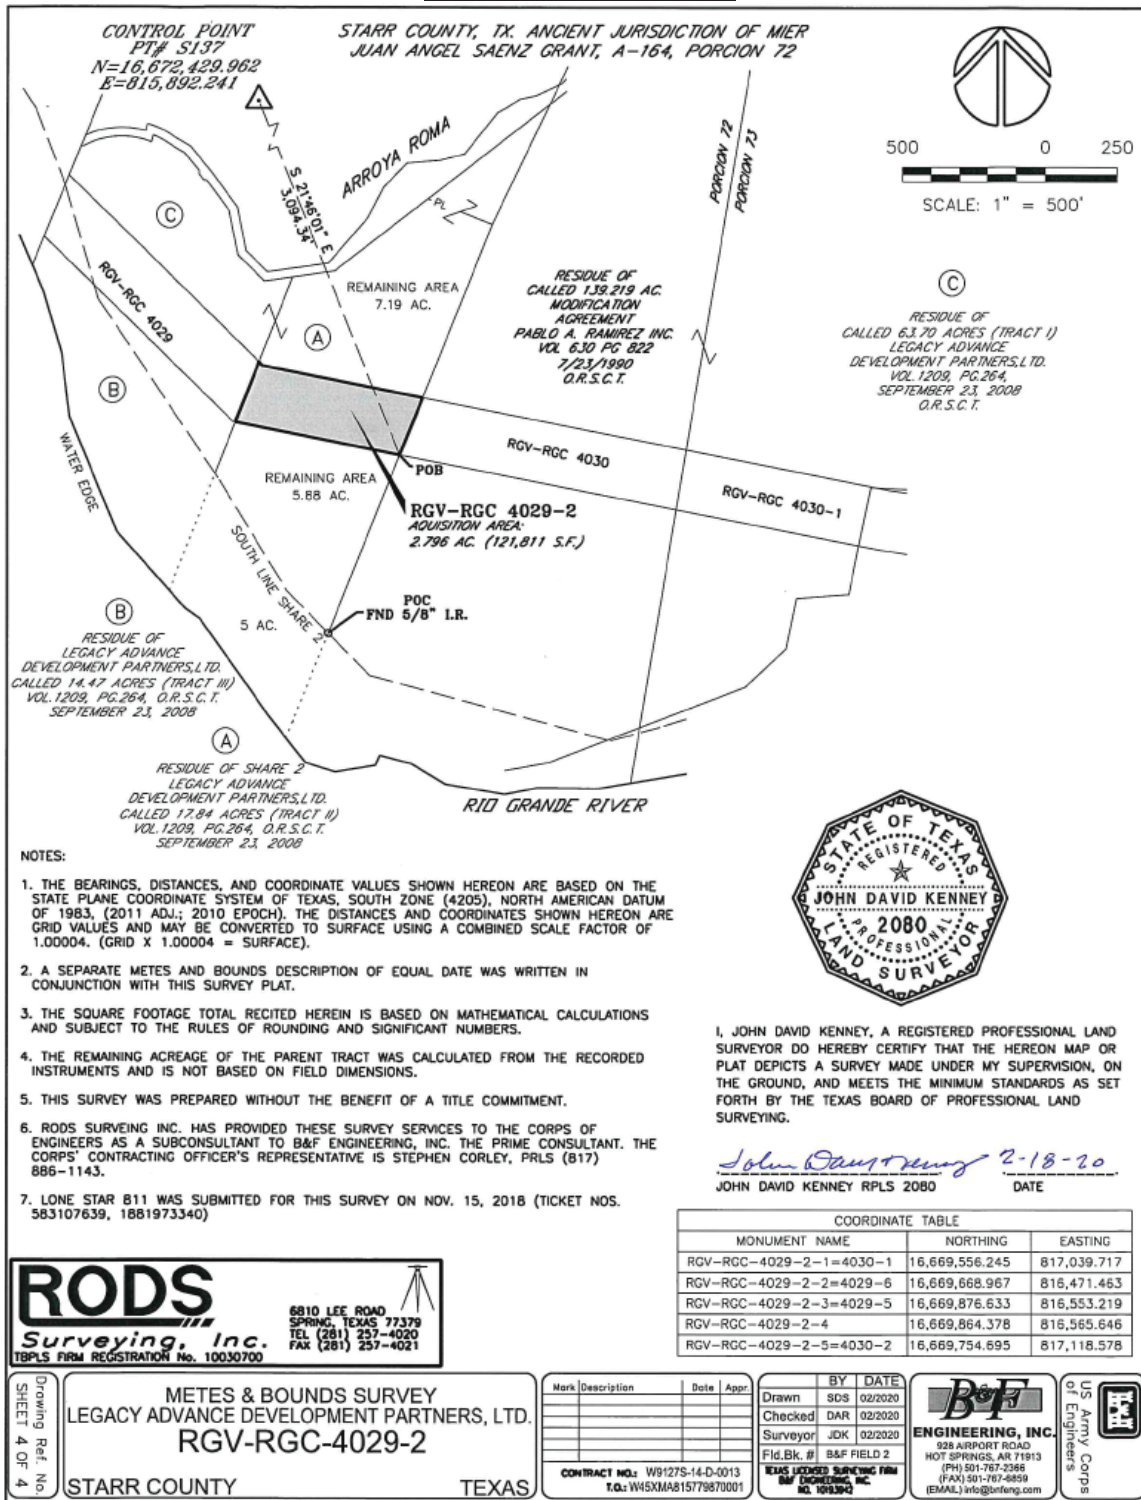 CONTROL POINT
PT# S137
N=16,672,429.962
E=815,892.241
STARR COUNTY, TX. ANCIENT JURISDICTION OF MIER
JUAN ANGEL SAENZ GRANT, A-164, PORCION 72
500 0 250
SCALE: 1" = 500'
ARROYA ROMA
S 21°46'01" E
3,094.34'
PL
PORCION 72
PORCION 73
C
RGV-RGC 4029
REMAINING AREA
7.19 AC.
A
RESIDUE OF
CALLED 139.219 AC.
MODIFICATION
AGREEMENT
PABLO A. RAMIREZ INC.
VOL 630 PG 822
7/23/1990
O.R.S.C.T.
C
RESIDUE OF
CALLED 63.70 ACRES (TRACT I)
LEGACY ADVANCE
DEVELOPMENT PARTNERS,LTD.
VOL.1209, PG.264,
SEPTEMBER 23, 2008
O.R.S.C.T.
B
WATER EDGE
POB
RGV-RGC 4030
RGV-RGC 4030-1
REMAINING AREA
5.88 AC.
RGV-RGC 4029-2
AQUISITION AREA:
2.796 AC. (121,811 S.F.)
SOUTH LINE SHARE 2
POC
FND 5/8" I.R.
5 AC.
B
RESIDUE OF
LEGACY ADVANCE
DEVELOPMENT PARTNERS,LTD.
CALLED 14.47 ACRES (TRACT III)
VOL.1209, PG.264, O.R.S.C.T.
SEPTEMBER 23, 2008
A
RESIDUE OF SHARE 2
LEGACY ADVANCE
DEVELOPMENT PARTNERS,LTD.
CALLED 17.84 ACRES (TRACT II)
VOL.1209, PG.264, O.R.S.C.T.
SEPTEMBER 23, 2008
RIO GRANDE RIVER
NOTES:
1. THE BEARINGS, DISTANCES, AND COORDINATE VALUES SHOWN HEREON ARE BASED ON THE
STATE PLANE COORDINATE SYSTEM OF TEXAS, SOUTH ZONE (4205), NORTH AMERICAN DATUM
OF 1983, (2011 ADJ.; 2010 EPOCH). THE DISTANCES AND COORDINATES SHOWN HEREON ARE
GRID VALUES AND MAY BE CONVERTED TO SURFACE USING A COMBINED SCALE FACTOR OF
1.00004. (GRID X 1.00004 = SURFACE).
2. A SEPARATE METES AND BOUNDS DESCRIPTION OF EQUAL DATE WAS WRITTEN IN
CONJUNCTION WITH THIS SURVEY PLAT.
3. THE SQUARE FOOTAGE TOTAL RECITED HEREIN IS BASED ON MATHEMATICAL CALCULATIONS
AND SUBJECT TO THE RULES OF ROUNDING AND SIGNIFICANT NUMBERS.
4. THE REMAINING ACREAGE OF THE PARENT TRACT WAS CALCULATED FROM THE RECORDED
INSTRUMENTS AND IS NOT BASED ON FIELD DIMENSIONS.
5. THIS SURVEY WAS PREPARED WITHOUT THE BENEFIT OF A TITLE COMMITMENT.
6. RODS SURVEYING INC. HAS PROVIDED THESE SURVEY SERVICES TO THE CORPS OF
ENGINEERS AS A SUBCONSULTANT TO B&F ENGINEERING, INC. THE PRIME CONSULTANT. THE
CORPS' CONTRACTING OFFICER'S REPRESENTATIVE IS STEPHEN CORLEY, PRLS (817)
886-1143.
7. LONE STAR 811 WAS SUBMITTED FOR THIS SURVEY ON NOV. 15, 2018 (TICKET NOS.
583107639, 1881973340)
STATE OF TEXAS
REGISTERED
JOHN DAVID KENNEY
2080
PROFESSIONAL
LAND SURVEYOR
I, JOHN DAVID KENNEY, A REGISTERED PROFESSIONAL LAND
SURVEYOR DO HEREBY CERTIFY THAT THE HEREON MAP OR
PLAT DEPICTS A SURVEY MADE UNDER MY SUPERVISION, ON
THE GROUND, AND MEETS THE MINIMUM STANDARDS AS SET
FORTH BY THE TEXAS BOARD OF PROFESSIONAL LAND
SURVEYING.
John David Kenney 2-18-20
JOHN DAVID KENNEY RPLS 2080 DATE
COORDINATE TABLE
MONUMENT NAME NORTHING EASTING
RGV-RGC-4029-2-1=4030-1 16,669,556.245 817,039.717
RGV-RGC-4029-2-2=4029-6 16,669,668.967 816,471.463
RGV-RGC-4029-2-3=4029-5 16,669,876.633 816,553.219
RGV-RGC-4029-2-4 16,669,864.378 816,565.646
RGV-RGC-4029-2-5=4030-2 16,669,754.695 817,118.578
RODS
Surveying, Inc.
TBPLS FIRM REGISTRATION No. 10030700
6810 LEE ROAD
SPRING, TEXAS 77379
TEL (281) 257-4020
FAX (281) 257-4021
Drawing Ref. No.
SHEET 4 OF 4
METES & BOUNDS SURVEY
LEGACY ADVANCE DEVELOPMENT PARTNERS, LTD.
RGV-RGC-4029-2
STARR COUNTY TEXAS
Mark Description Date Appr.
CONTRACT NO.: W9127S-14-D-0013
T.O.: W45XMA815779870001
BY DATE
Drawn SDS 02/2020
Checked DAR 02/2020
Surveyor JDK 02/2020
Fld.Bk. # B&F FIELD 2
TEXAS LICENSED SURVEYING FIRM
B&F ENGINEERING, INC.
NO. 10193942
B&F
ENGINEERING, INC.
928 AIRPORT ROAD
HOT SPRINGS, AR 71913
(PH) 501-767-2366
(FAX) 501-767-6859
(EMAIL) info@bnfeng.com
US Army Corps
of Engineers